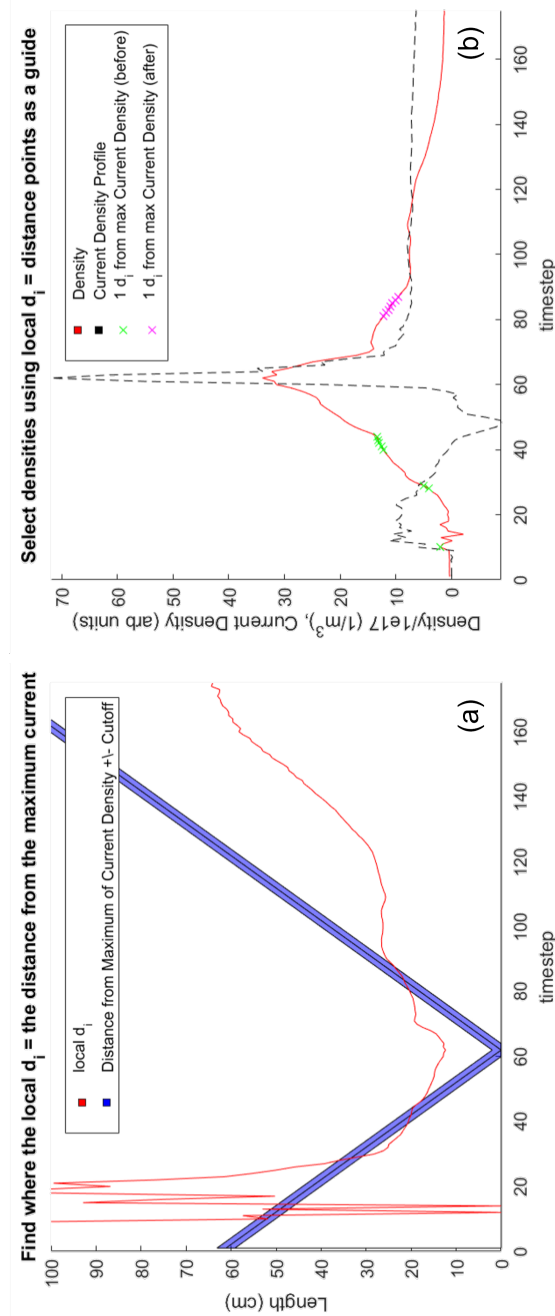 Find where the local d_i = the distance from the maximum current
100
90
80
70
60
50
40
30
20
10
0
Length (cm)
local d_i
Distance from Maximum of Current Density +\- Cutoff
(a)
0
20
40
60
80
100
120
140
160
timestep
Select densities using local d_i = distance points as a guide
70
60
50
40
30
20
10
0
Density/1e17 (1/m^3), Current Density (arb units)
Density
Current Density Profile
1 d_i from max Current Density (before)
1 d_i from max Current Density (after)
(b)
0
20
40
60
80
100
120
140
160
timestep